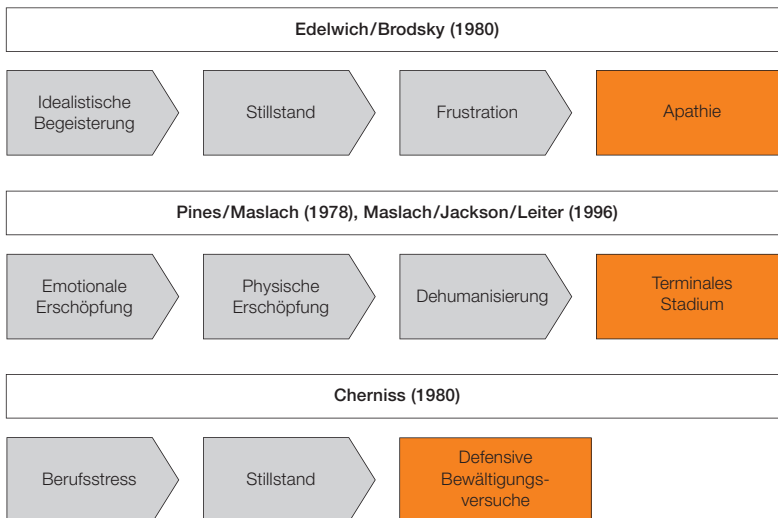 Edelwich/Brodsky (1980)
Idealistische
Begeisterung
Stillstand
Frustration
Apathie
Pines/Maslach (1978), Maslach/Jackson/Leiter (1996)
Emotionale
Erschöpfung
Physische
Erschöpfung
Dehumanisierung
Terminales
Stadium
Cherniss (1980)
Berufsstress
Stillstand
Defensive
Bewältigungs-
versuche